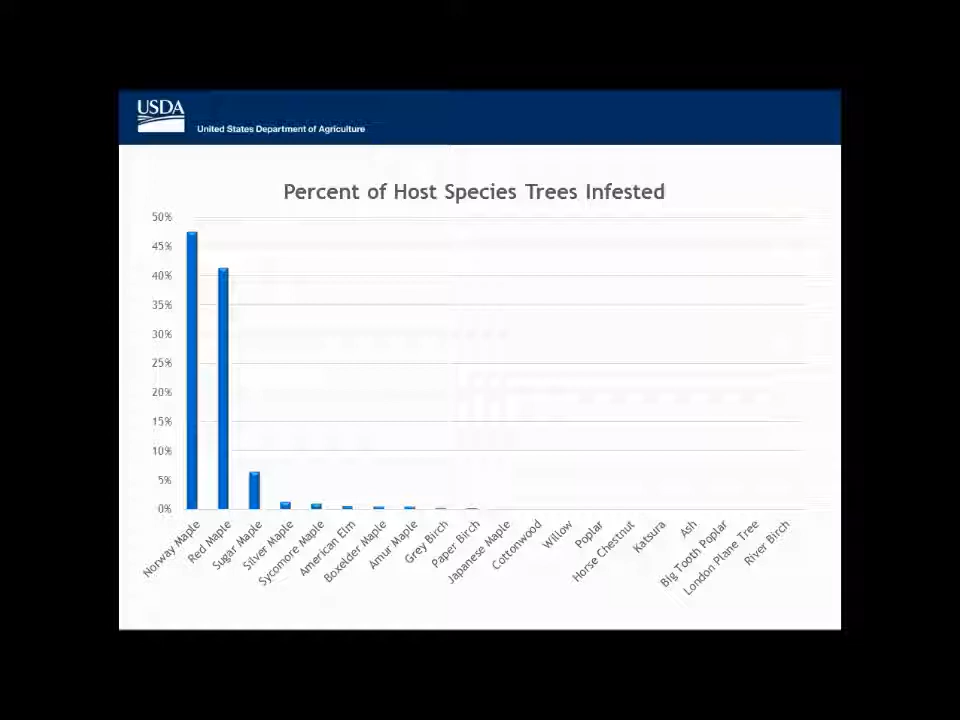 USDA
United States Department of Agriculture
Percent of Host Species Trees Infested
50%
45%
40%
35%
30%
25%
20%
15%
10%
5%
0%
Norway Maple
Red Maple
Sugar Maple
Silver Maple
Sycomore Maple
American Elm
Boxelder Maple
Amur Maple
Grey Birch
Paper Birch
Japanese Maple
Cottonwood
Willow
Poplar
Horse Chestnut
Katsura
Ash
Big Tooth Poplar
London Plane Tree
River Birch